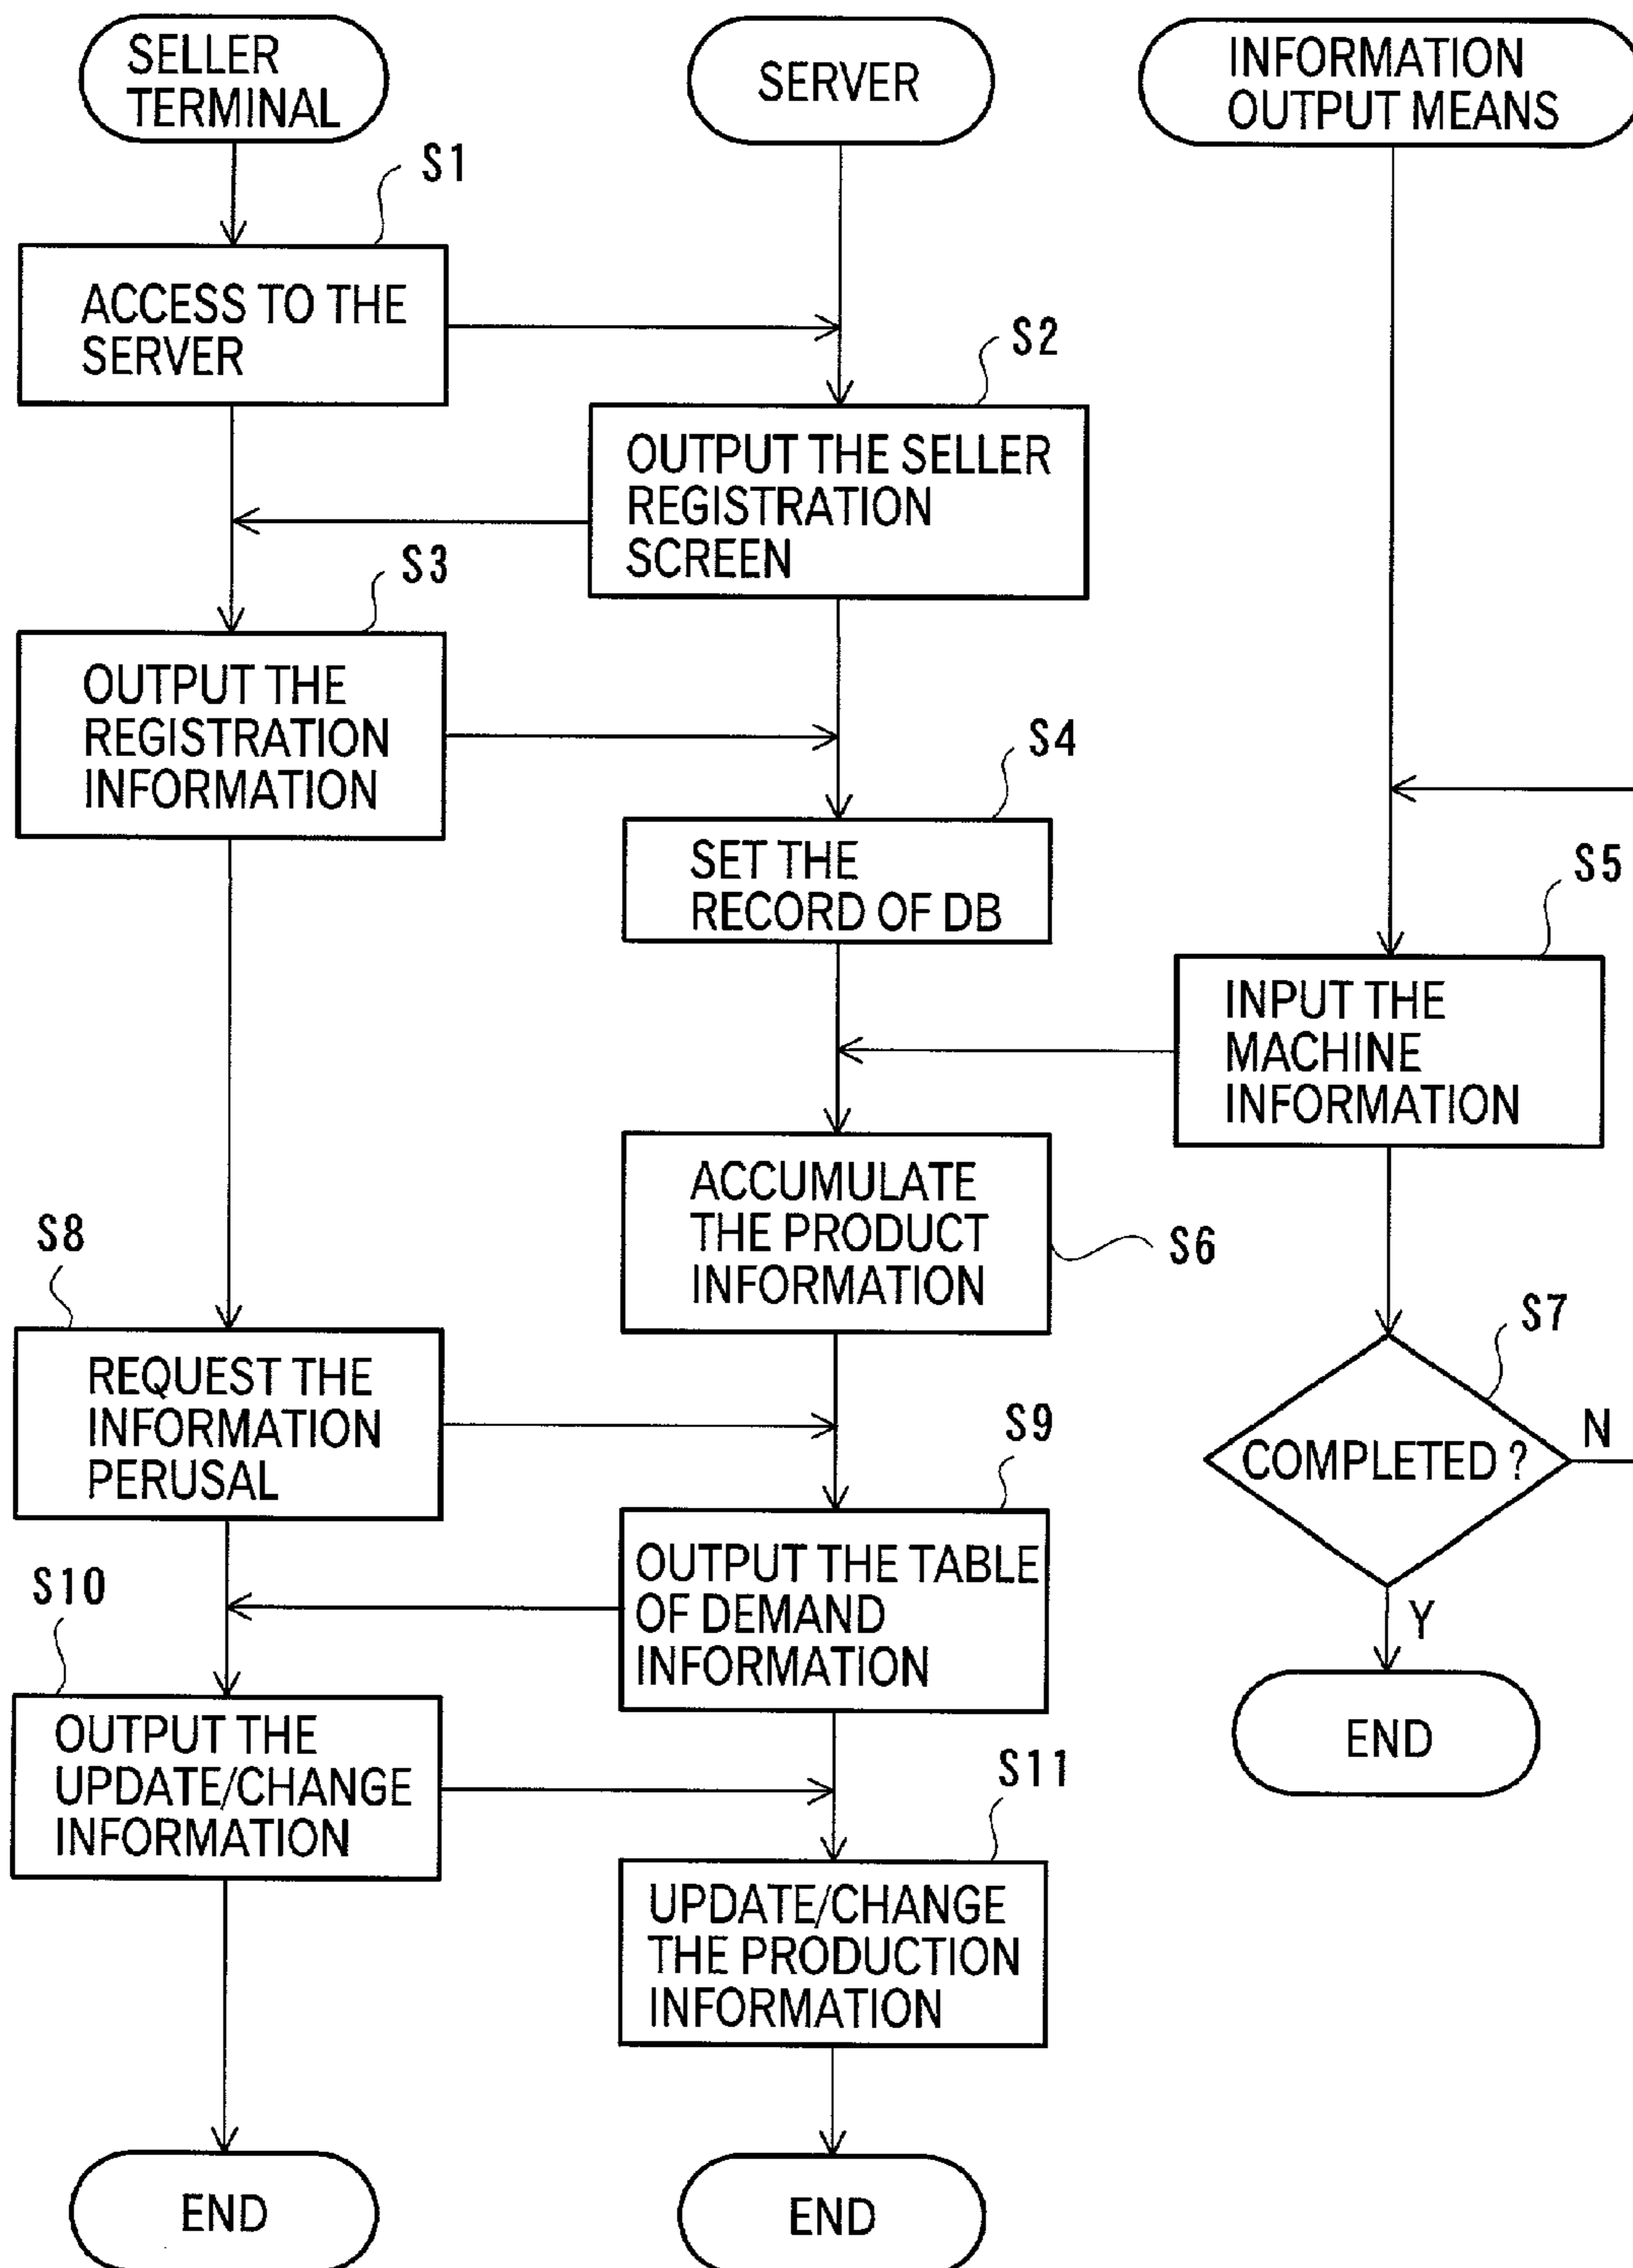 SELLER
TERMINAL
SERVER
INFORMATION
OUTPUT MEANS
S1
ACCESS TO THE
SERVER
S2
OUTPUT THE SELLER
REGISTRATION
SCREEN
S3
OUTPUT THE
REGISTRATION
INFORMATION
S4
SET THE
RECORD OF DB
S5
INPUT THE
MACHINE
INFORMATION
ACCUMULATE
THE PRODUCT
INFORMATION
S6
S7
COMPLETED ?
N
Y
END
S8
REQUEST THE
INFORMATION
PERUSAL
S9
OUTPUT THE TABLE
OF DEMAND
INFORMATION
S10
OUTPUT THE
UPDATE/CHANGE
INFORMATION
S11
UPDATE/CHANGE
THE PRODUCTION
INFORMATION
END
END